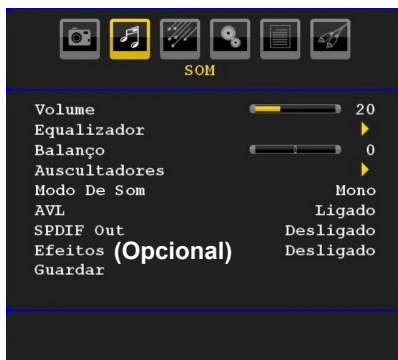 SOM
Volume 20
Equalizador
Balanço 0
Auscultadores
Modo De Som Mono
AVL Ligado
SPDIF Out Desligado
Efeitos (Opcional) Desligado
Guardar